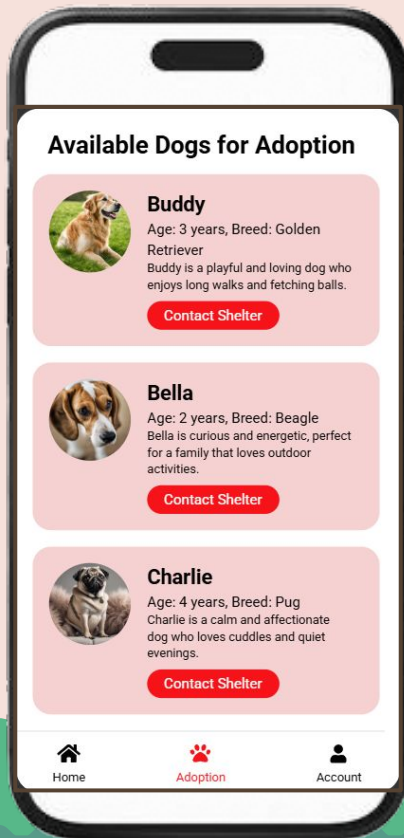 Available Dogs for Adoption
Buddy
Age: 3 years, Breed: Golden
Retriever
Buddy is a playful and loving dog who
enjoys long walks and fetching balls.
Contact Shelter
Bella
Age: 2 years, Breed: Beagle
Bella is curious and energetic, perfect
for a family that loves outdoor
activities.
Contact Shelter
Charlie
Age: 4 years, Breed: Pug
Charlie is a calm and affectionate
dog who loves cuddles and quiet
evenings.
Contact Shelter
Home
Adoption
Account